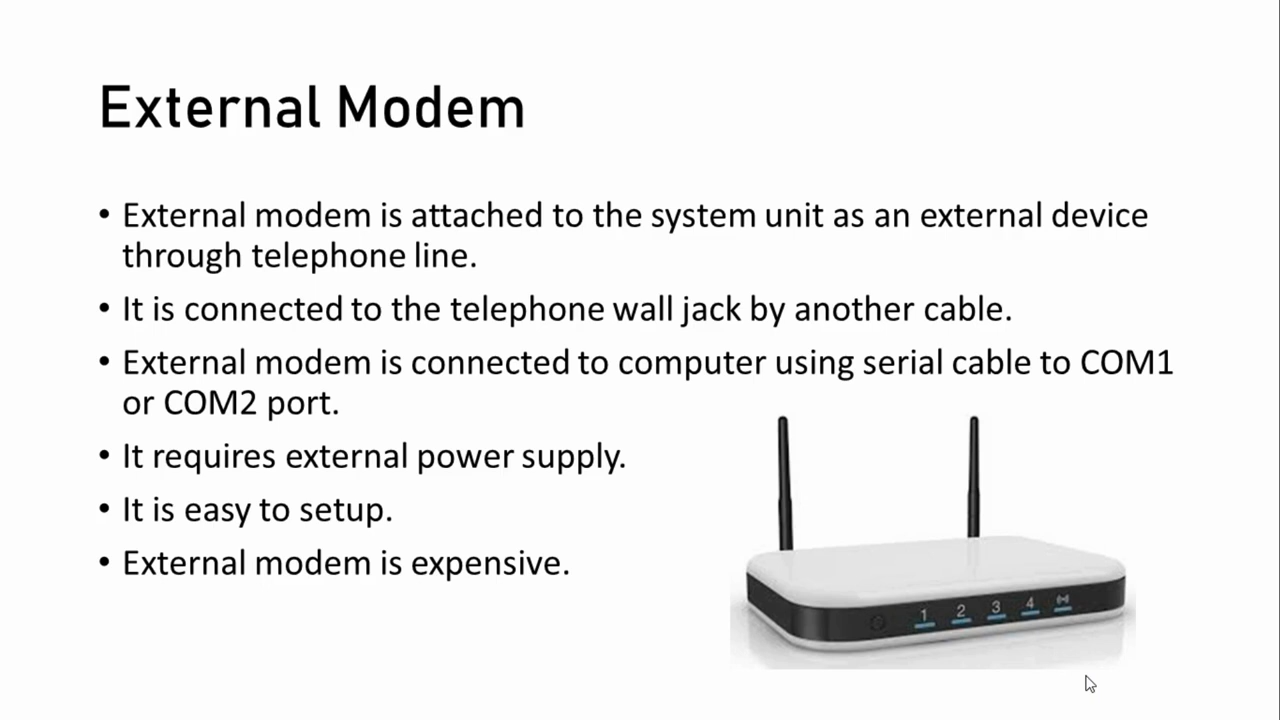 External Modem
• External modem is attached to the system unit as an external device
through telephone line.
• It is connected to the telephone wall jack by another cable.
• External modem is connected to computer using serial cable to COM1
or COM2 port.
• It requires external power supply.
• It is easy to setup.
• External modem is expensive.
1 2 3 4